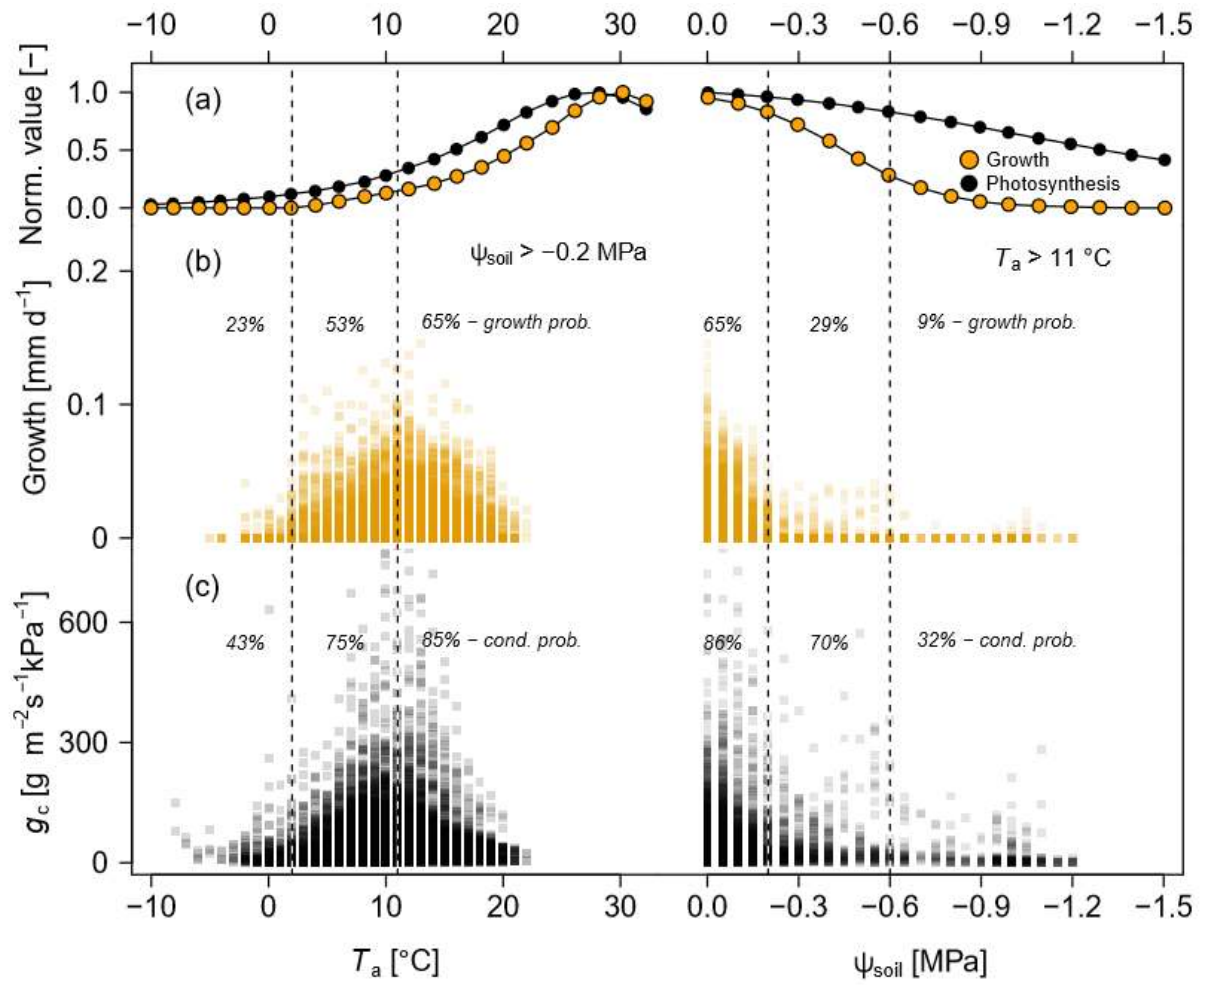 −10 0 10 20 30 0.0 −0.3 −0.6 −0.9 −1.2 −1.5
Norm. value [−]
1.0
0.5
0.0
(a)
Growth
Photosynthesis
Growth [mm d⁻¹]
0.2
0.1
0
(b)
ψsoil > −0.2 MPa
Ta > 11 °C
23% 53% 65% − growth prob.
65% 29% 9% − growth prob.
gc [g m⁻²s⁻¹kPa⁻¹]
600
300
0
(c)
43% 75% 85% − cond. prob.
86% 70% 32% − cond. prob.
−10 0 10 20 30 0.0 −0.3 −0.6 −0.9 −1.2 −1.5
Ta [°C]
ψsoil [MPa]